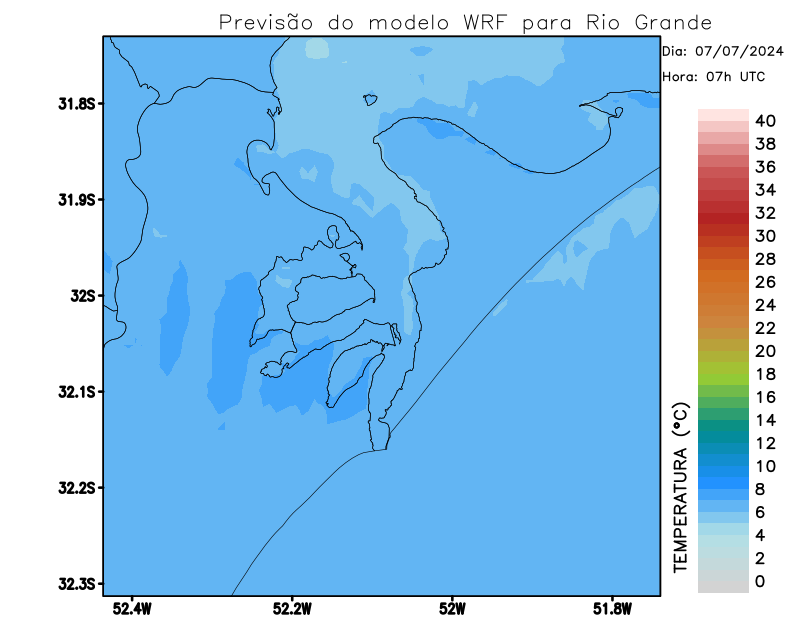 Previsão do modelo WRF para Rio Grande
Dia: 07/07/2024
Hora: 07h UTC
31.8S
31.9S
32S
32.1S
32.2S
32.3S
52.4W
52.2W
52W
51.8W
TEMPERATURA (°C)
40
38
36
34
32
30
28
26
24
22
20
18
16
14
12
10
8
6
4
2
0